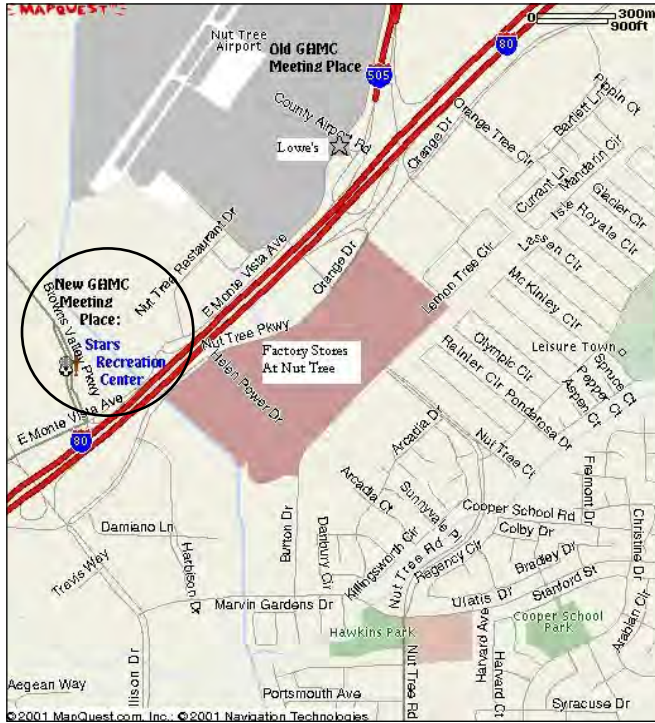 MAPQUEST
300m
900ft
0
Nut Tree
Airport
Old GHMC
Meeting Place
80
505
County Airport Rd
Lowe's
Orange Dr
Orange Tree Cir
Pippin Ct
Bartlett Ln
Mandarin Cir
Currant Ln
Glacier Cir
Isle Royale Cir
Lassen Cir
Lemon Tree Cir
McKinley Cir
Nut Tree Restaurant Dr
E Monte Vista Ave
Orange Dr
New GHMC
Meeting
Place:
Stars
Recreation
Center
Browns Valley Pkwy
Nut Tree Pkwy
Factory Stores
At Nut Tree
Helen Power Dr
Olympic Cir
Rainier Cir
Leisure Town
Spruce Ct
Pepper Ct
Aspen Ct
Ponderosa Dr
E Monte Vista Ave
80
Arcadia Dr
Nut Tree Ct
Arcadia Ct
Sunnyvale Dr
Cooper School Rd
Fremont Dr
Colby Dr
Christine Dr
Damiano Ln
Harbison Dr
Burton Dr
Danbury Cir
Killingsworth Cir
Nut Tree Rd
Regency Cir
Bradley Dr
Stanford St
Travis Way
Marvin Gardens Dr
Ulatis Dr
Hawkins Park
Harvard Ave
Cooper School
Park
Arabian Cir
Aegean Way
llison Dr
Portsmouth Ave
Nut Tree Rd
Harvard Ct
Syracuse Dr
©2001 MapQuest.com, Inc.; ©2001 Navigation Technologies